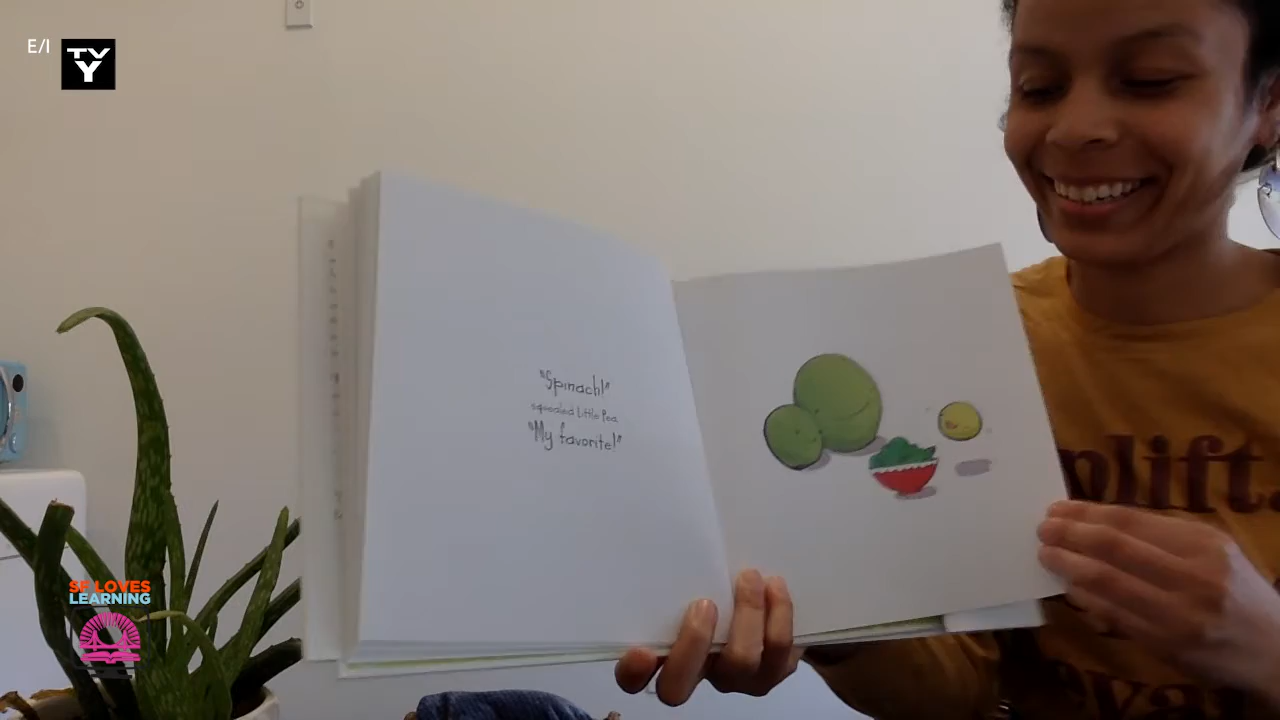 E/I
TV
Y
"Spinach!"
squealed Little Pea.
"My favorite!"
plift.
SF LOVES
LEARNING